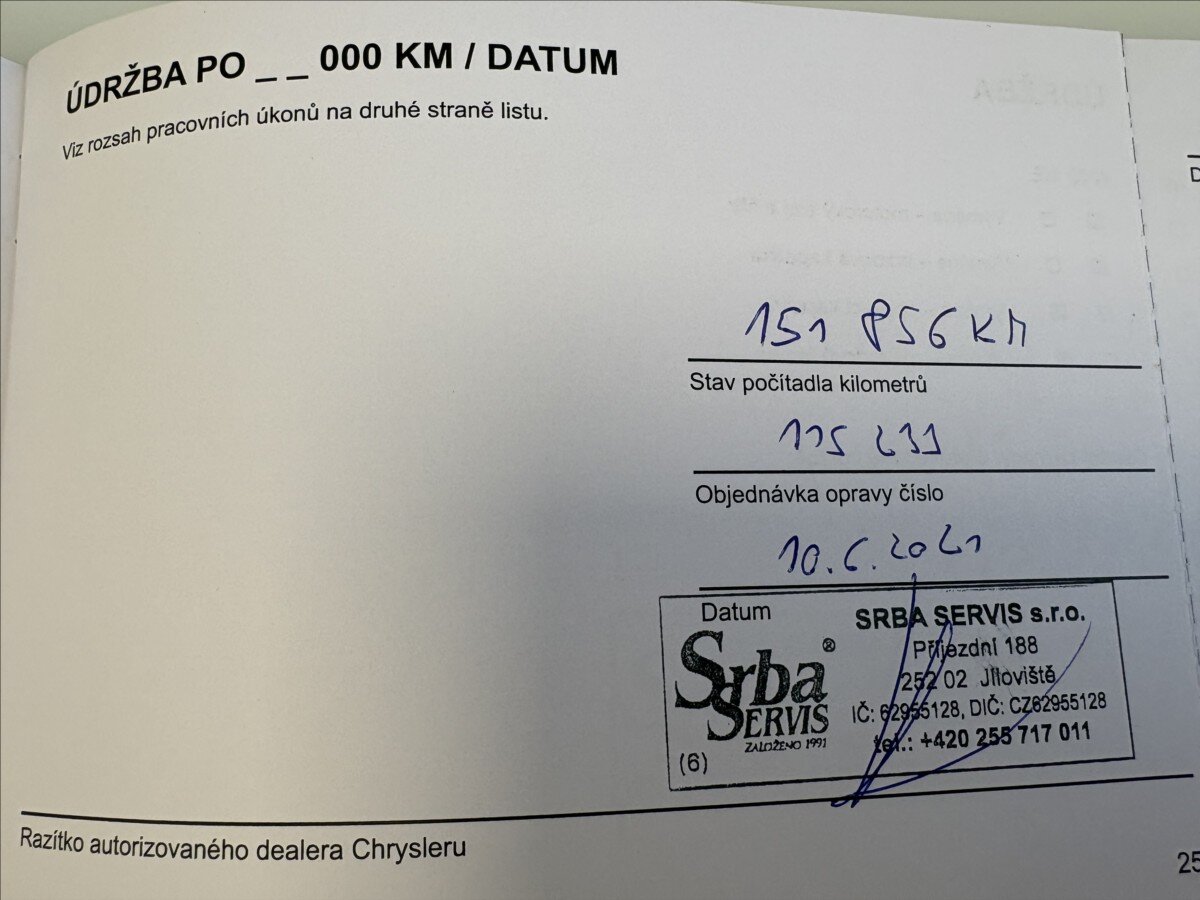 ÚDRŽBA PO _ _ 000 KM / DATUM
Viz rozsah pracovních úkonů na druhé straně listu.
151 856 KM
Stav počítadla kilometrů
Objednávka opravy číslo
10.6.2021
Datum
Srba
SERVIS
®
ZALOŽENO 1991
(6)
SRBA SERVIS s.r.o.
Příjezdní 188
252 02 Jíloviště
IČ: 62955128, DIČ: CZ62955128
tel.: +420 255 717 011
Razítko autorizovaného dealera Chrysleru
25